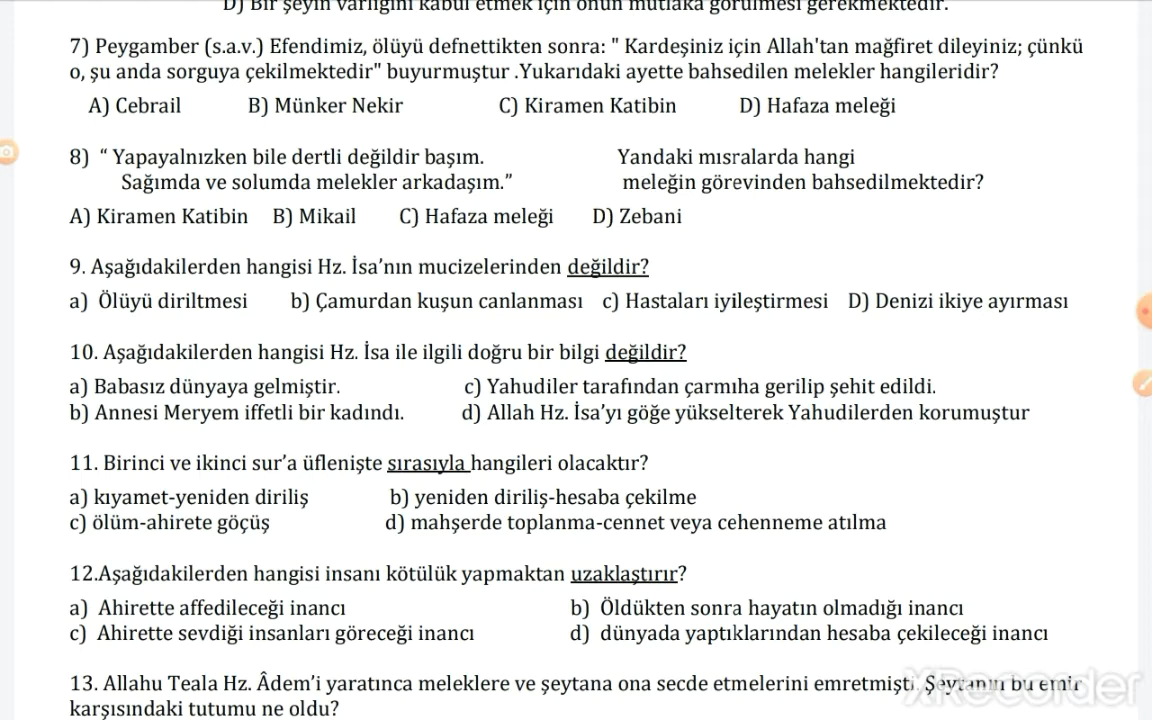 D) Bir şeyin varlığını kabul etmek için onun mutlaka görülmesi gerekmektedir.
7) Peygamber (s.a.v.) Efendimiz, ölüyü defnettikten sonra: " Kardeşiniz için Allah'tan mağfiret dileyiniz; çünkü
o, şu anda sorguya çekilmektedir" buyurmuştur .Yukarıdaki ayette bahsedilen melekler hangileridir?
A) Cebrail B) Münker Nekir C) Kiramen Katibin D) Hafaza meleği
8) “ Yapayalnızken bile dertli değildir başım. Yandaki mısralarda hangi
Sağımda ve solumda melekler arkadaşım.” meleğin görevinden bahsedilmektedir?
A) Kiramen Katibin B) Mikail C) Hafaza meleği D) Zebani
9. Aşağıdakilerden hangisi Hz. İsa’nın mucizelerinden değildir?
a) Ölüyü diriltmesi b) Çamurdan kuşun canlanması c) Hastaları iyileştirmesi D) Denizi ikiye ayırması
10. Aşağıdakilerden hangisi Hz. İsa ile ilgili doğru bir bilgi değildir?
a) Babasız dünyaya gelmiştir. c) Yahudiler tarafından çarmıha gerilip şehit edildi.
b) Annesi Meryem iffetli bir kadındı. d) Allah Hz. İsa’yı göğe yükselterek Yahudilerden korumuştur
11. Birinci ve ikinci sur’a üflenişte sırasıyla hangileri olacaktır?
a) kıyamet-yeniden diriliş b) yeniden diriliş-hesaba çekilme
c) ölüm-ahirete göçüş d) mahşerde toplanma-cennet veya cehenneme atılma
12.Aşağıdakilerden hangisi insanı kötülük yapmaktan uzaklaştırır?
a) Ahirette affedileceği inancı b) Öldükten sonra hayatın olmadığı inancı
c) Ahirette sevdiği insanları göreceği inancı d) dünyada yaptıklarından hesaba çekileceği inancı
13. Allahu Teala Hz. Âdem’i yaratınca meleklere ve şeytana ona secde etmelerini emretmişti. Şeytanın bu emir
karşısındaki tutumu ne oldu?
XRecorder